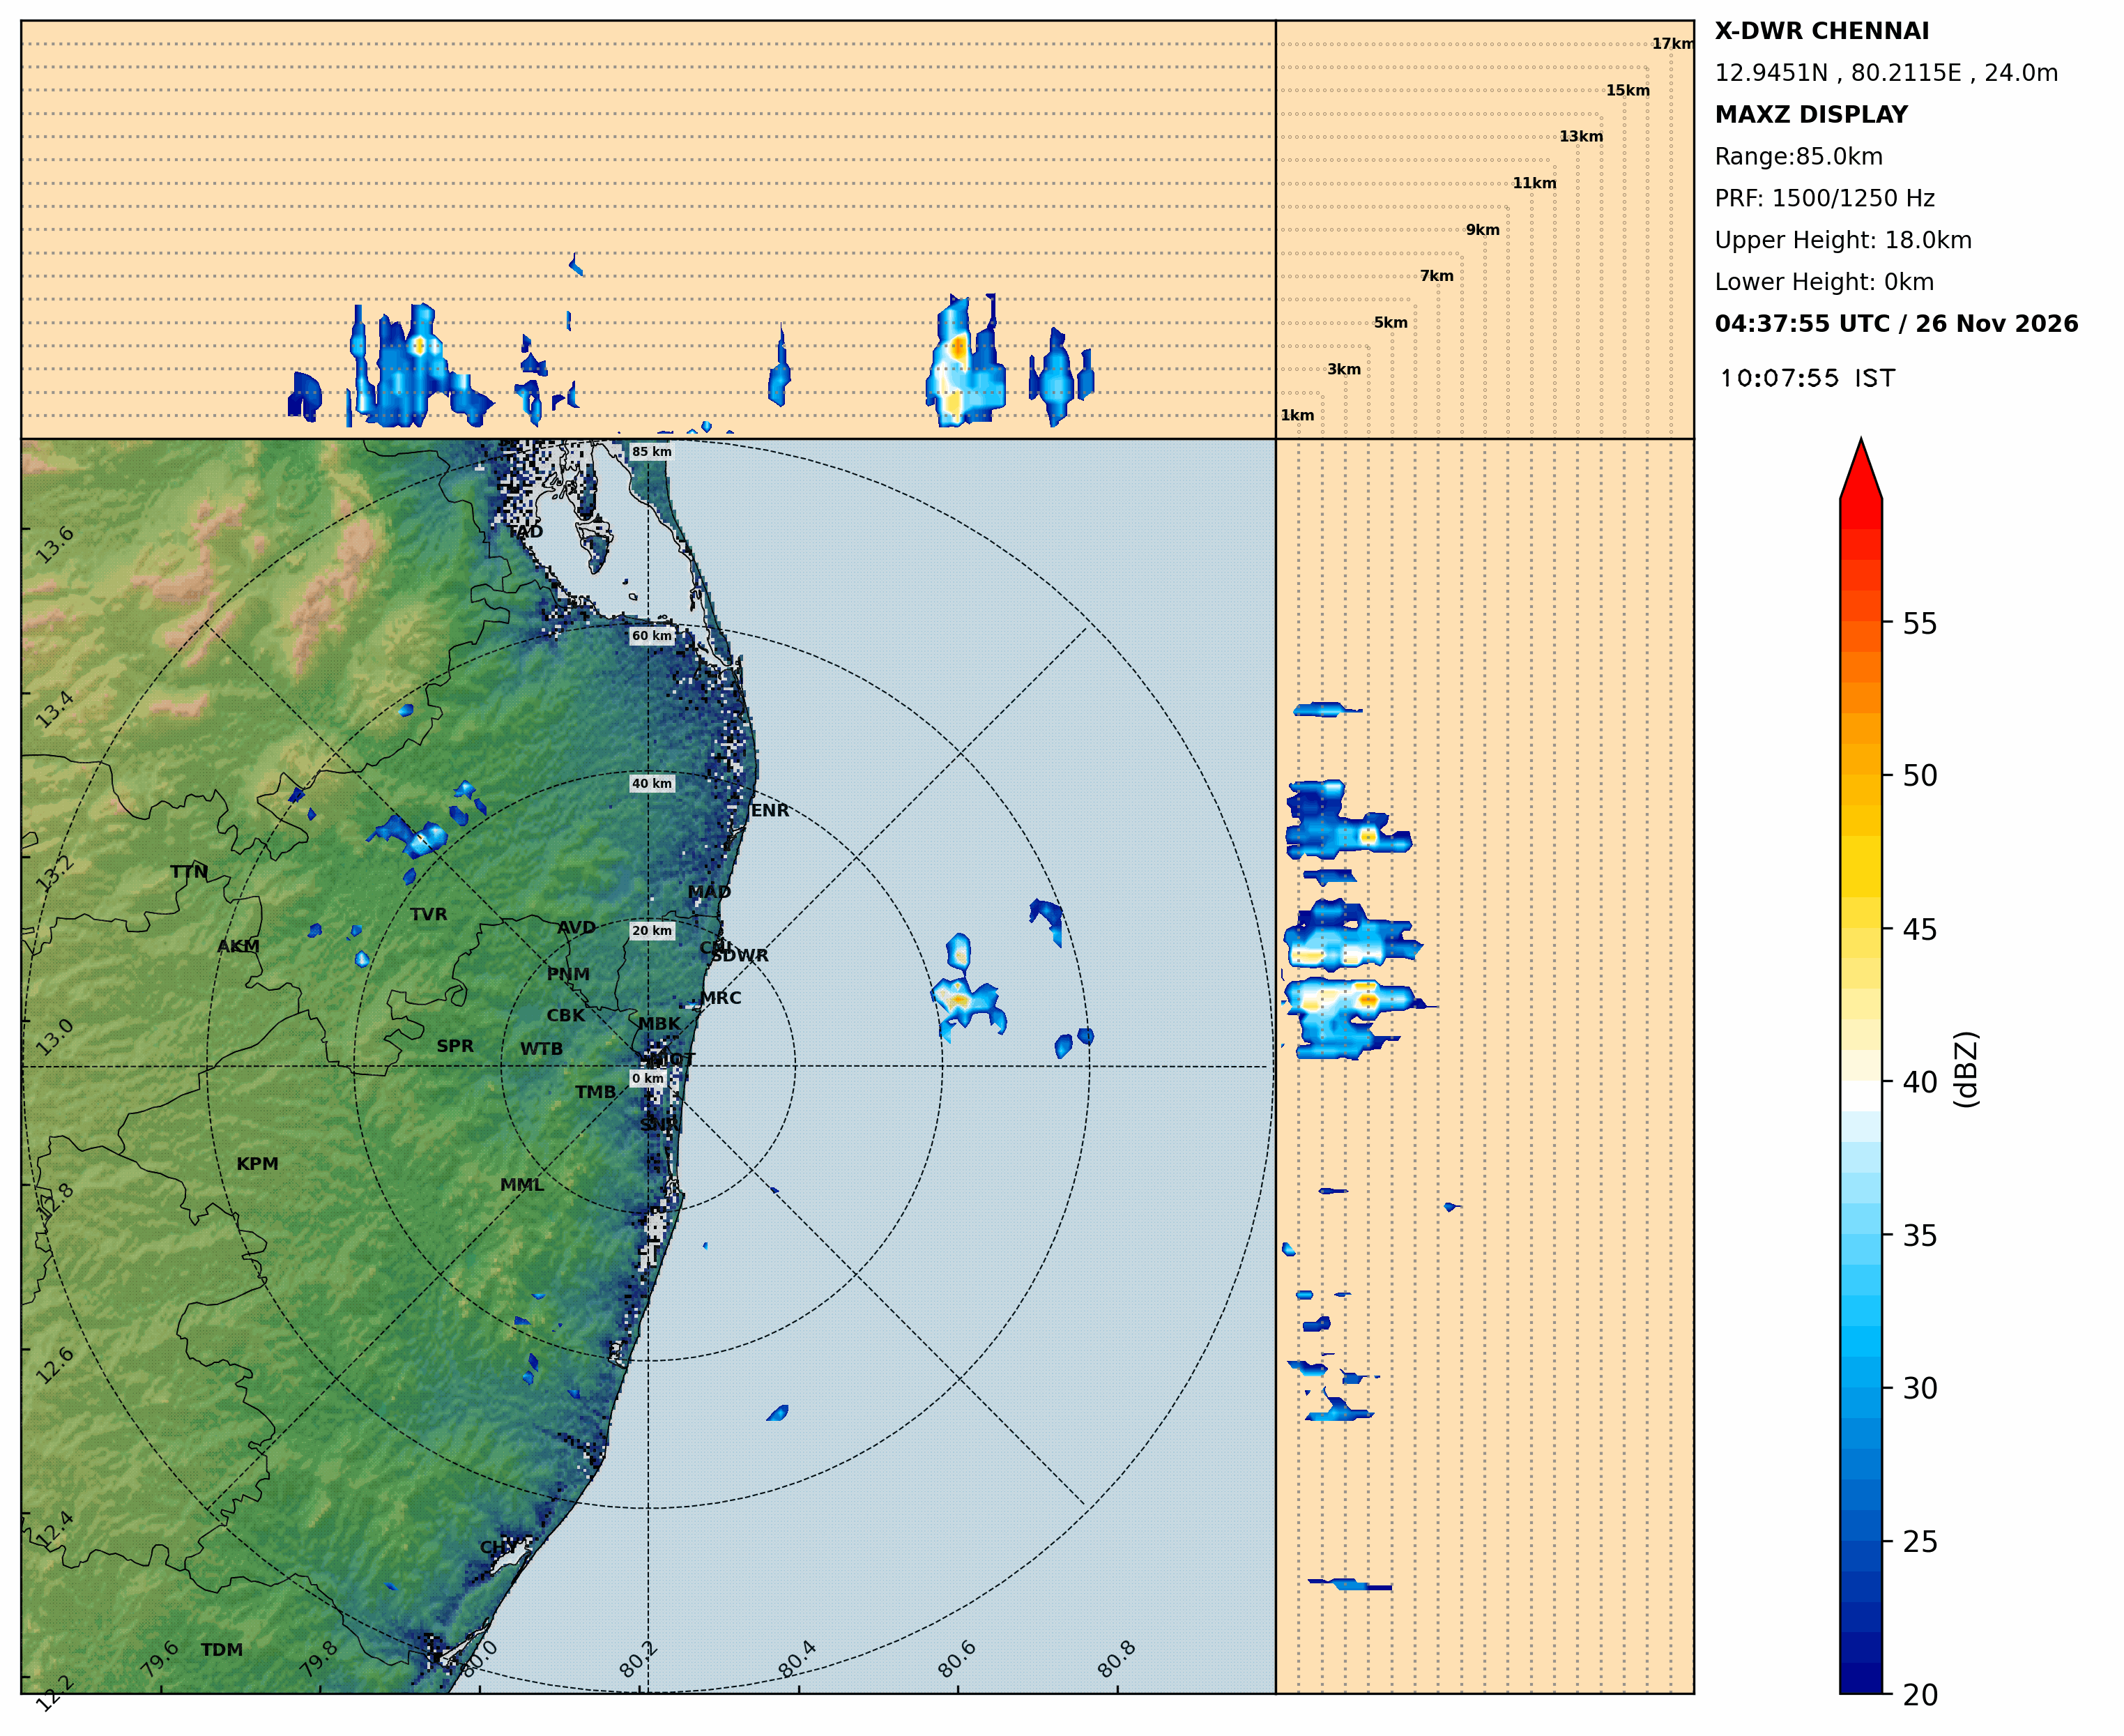 X-DWR CHENNAI
12.9451N , 80.2115E , 24.0m
MAXZ DISPLAY
Range:85.0km
PRF: 1500/1250 Hz
Upper Height: 18.0km
Lower Height: 0km
04:37:55 UTC / 26 Nov 2026
10:07:55 IST
17km
15km
13km
11km
9km
7km
5km
3km
1km
85 km
60 km
40 km
20 km
0 km
TAD
ENR
TTN
MAD
TVR
AVD
AKM
SDWR
PNM
MRC
CBK
MBK
SPR
WTB
TMB
SNR
KPM
MML
CHY
TDM
13.6
13.4
13.2
13.0
12.8
12.6
12.4
12.2
79.6
79.8
80.0
80.2
80.4
80.6
80.8
55
50
45
40
35
30
25
20
(dBZ)